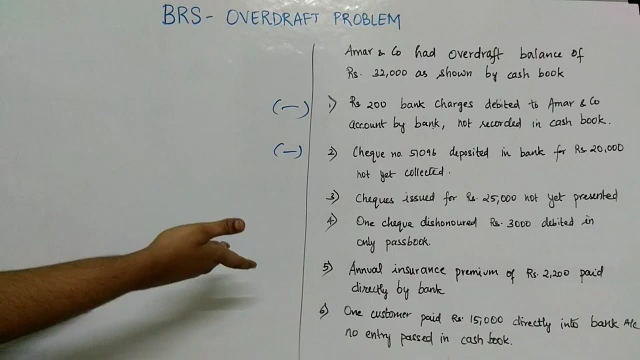 BRS - OVERDRAFT PROBLEM
Amar & Co had overdraft balance of
Rs. 32,000 as shown by cash book
(-) 1) Rs 200 bank charges debited to Amar & Co
account by bank, not recorded in cash book.
(-) 2) Cheque no. 51096 deposited in bank for Rs. 20,000
not yet collected.
3) Cheques issued for Rs. 25,000 not yet presented
4) One cheque dishonoured Rs. 3000 debited in
only passbook.
5) Annual insurance premium of Rs. 2,200 paid
directly by bank
6) One customer paid Rs. 15,000 directly into bank A/c
no entry passed in cash book.